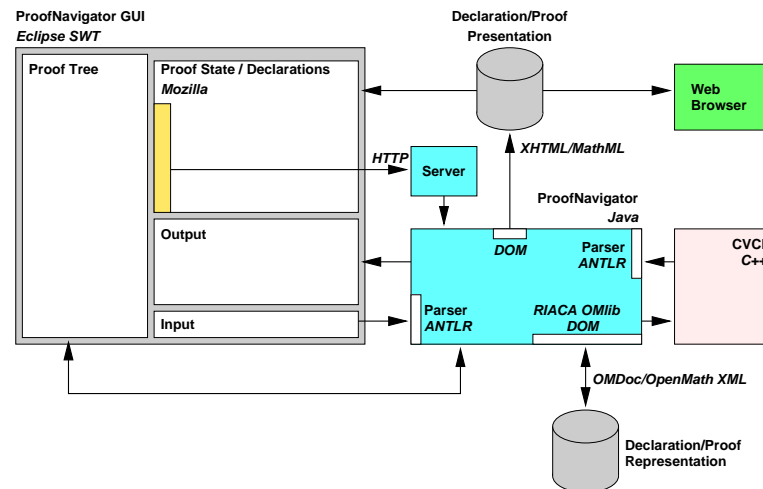 ProofNavigator GUI
Eclipse SWT
Declaration/Proof
Presentation
Proof Tree
Proof State / Declarations
Mozilla
Web
Browser
HTTP
XHTML/MathML
Server
ProofNavigator
Java
Output
DOM
Parser
ANTLR
C++
Input
Parser
ANTLR
RIACA OMlib
DOM
OMDoc/OpenMath XML
Declaration/Proof
Representation